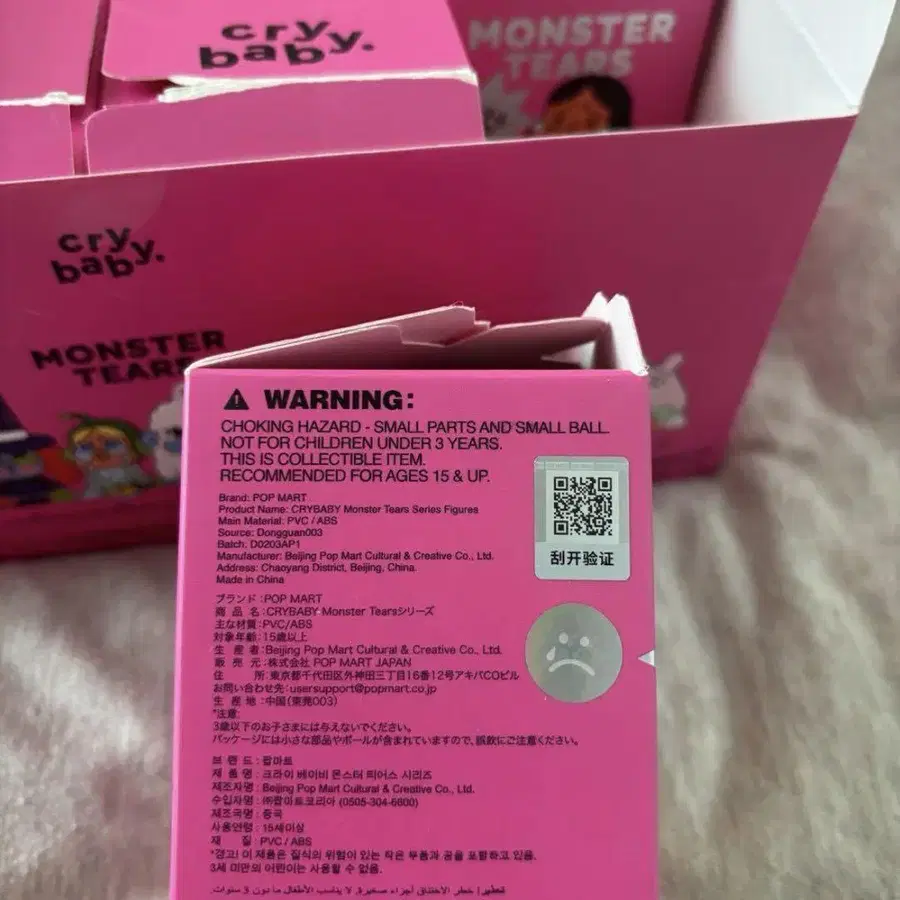 cry
baby.
MONSTER
TEARS
cry
baby.
MONSTER
TEARS
WARNING:
CHOKING HAZARD - SMALL PARTS AND SMALL BALL.
NOT FOR CHILDREN UNDER 3 YEARS.
THIS IS COLLECTIBLE ITEM.
RECOMMENDED FOR AGES 15 & UP.
Brand: POP MART
Product Name: CRYBABY Monster Tears Series Figures
Main Material: PVC / ABS
Source: Dongguan003
Batch: D0203AP1
Manufacturer: Beijing Pop Mart Cultural & Creative Co., Ltd.
Address: Chaoyang District, Beijing, China.
Made in China
刮开验证
ブランド:POP MART
商品名:CRYBABY Monster Tearsシリーズ
主な材質:PVC/ABS
対象年齢:15歳以上
生産者:Beijing Pop Mart Cultural & Creative Co., Ltd.
販売元:株式会社 POP MART JAPAN
住所:東京都千代田区外神田三丁目16番12号アキバCOビル
お問い合わせ先:usersupport@popmart.co.jp
生産地:中国(東莞003)
*注意:
3歳以下のお子さまには与えないでください。
パッケージには小さな部品やボールが含まれていますので、誤飲にご注意ください。
브랜드:팝마트
제품명:크라이 베이비 몬스터 티어스 시리즈
제조자명:Beijing Pop Mart Cultural & Creative Co., Ltd.
수입자명:㈜팝마트코리아 (0505-304-6600)
제조국명:중국
사용연령:15세이상
재질:PVC / ABS
*경고! 이 제품은 질식의 위험이 있는 작은 부품과 공을 포함하고 있음.
3세 미만의 어린이는 사용할 수 없음.
تحذير! خطر الاختناق أجزاء صغيرة. لا يناسب الأطفال ما دون 3 سنوات.